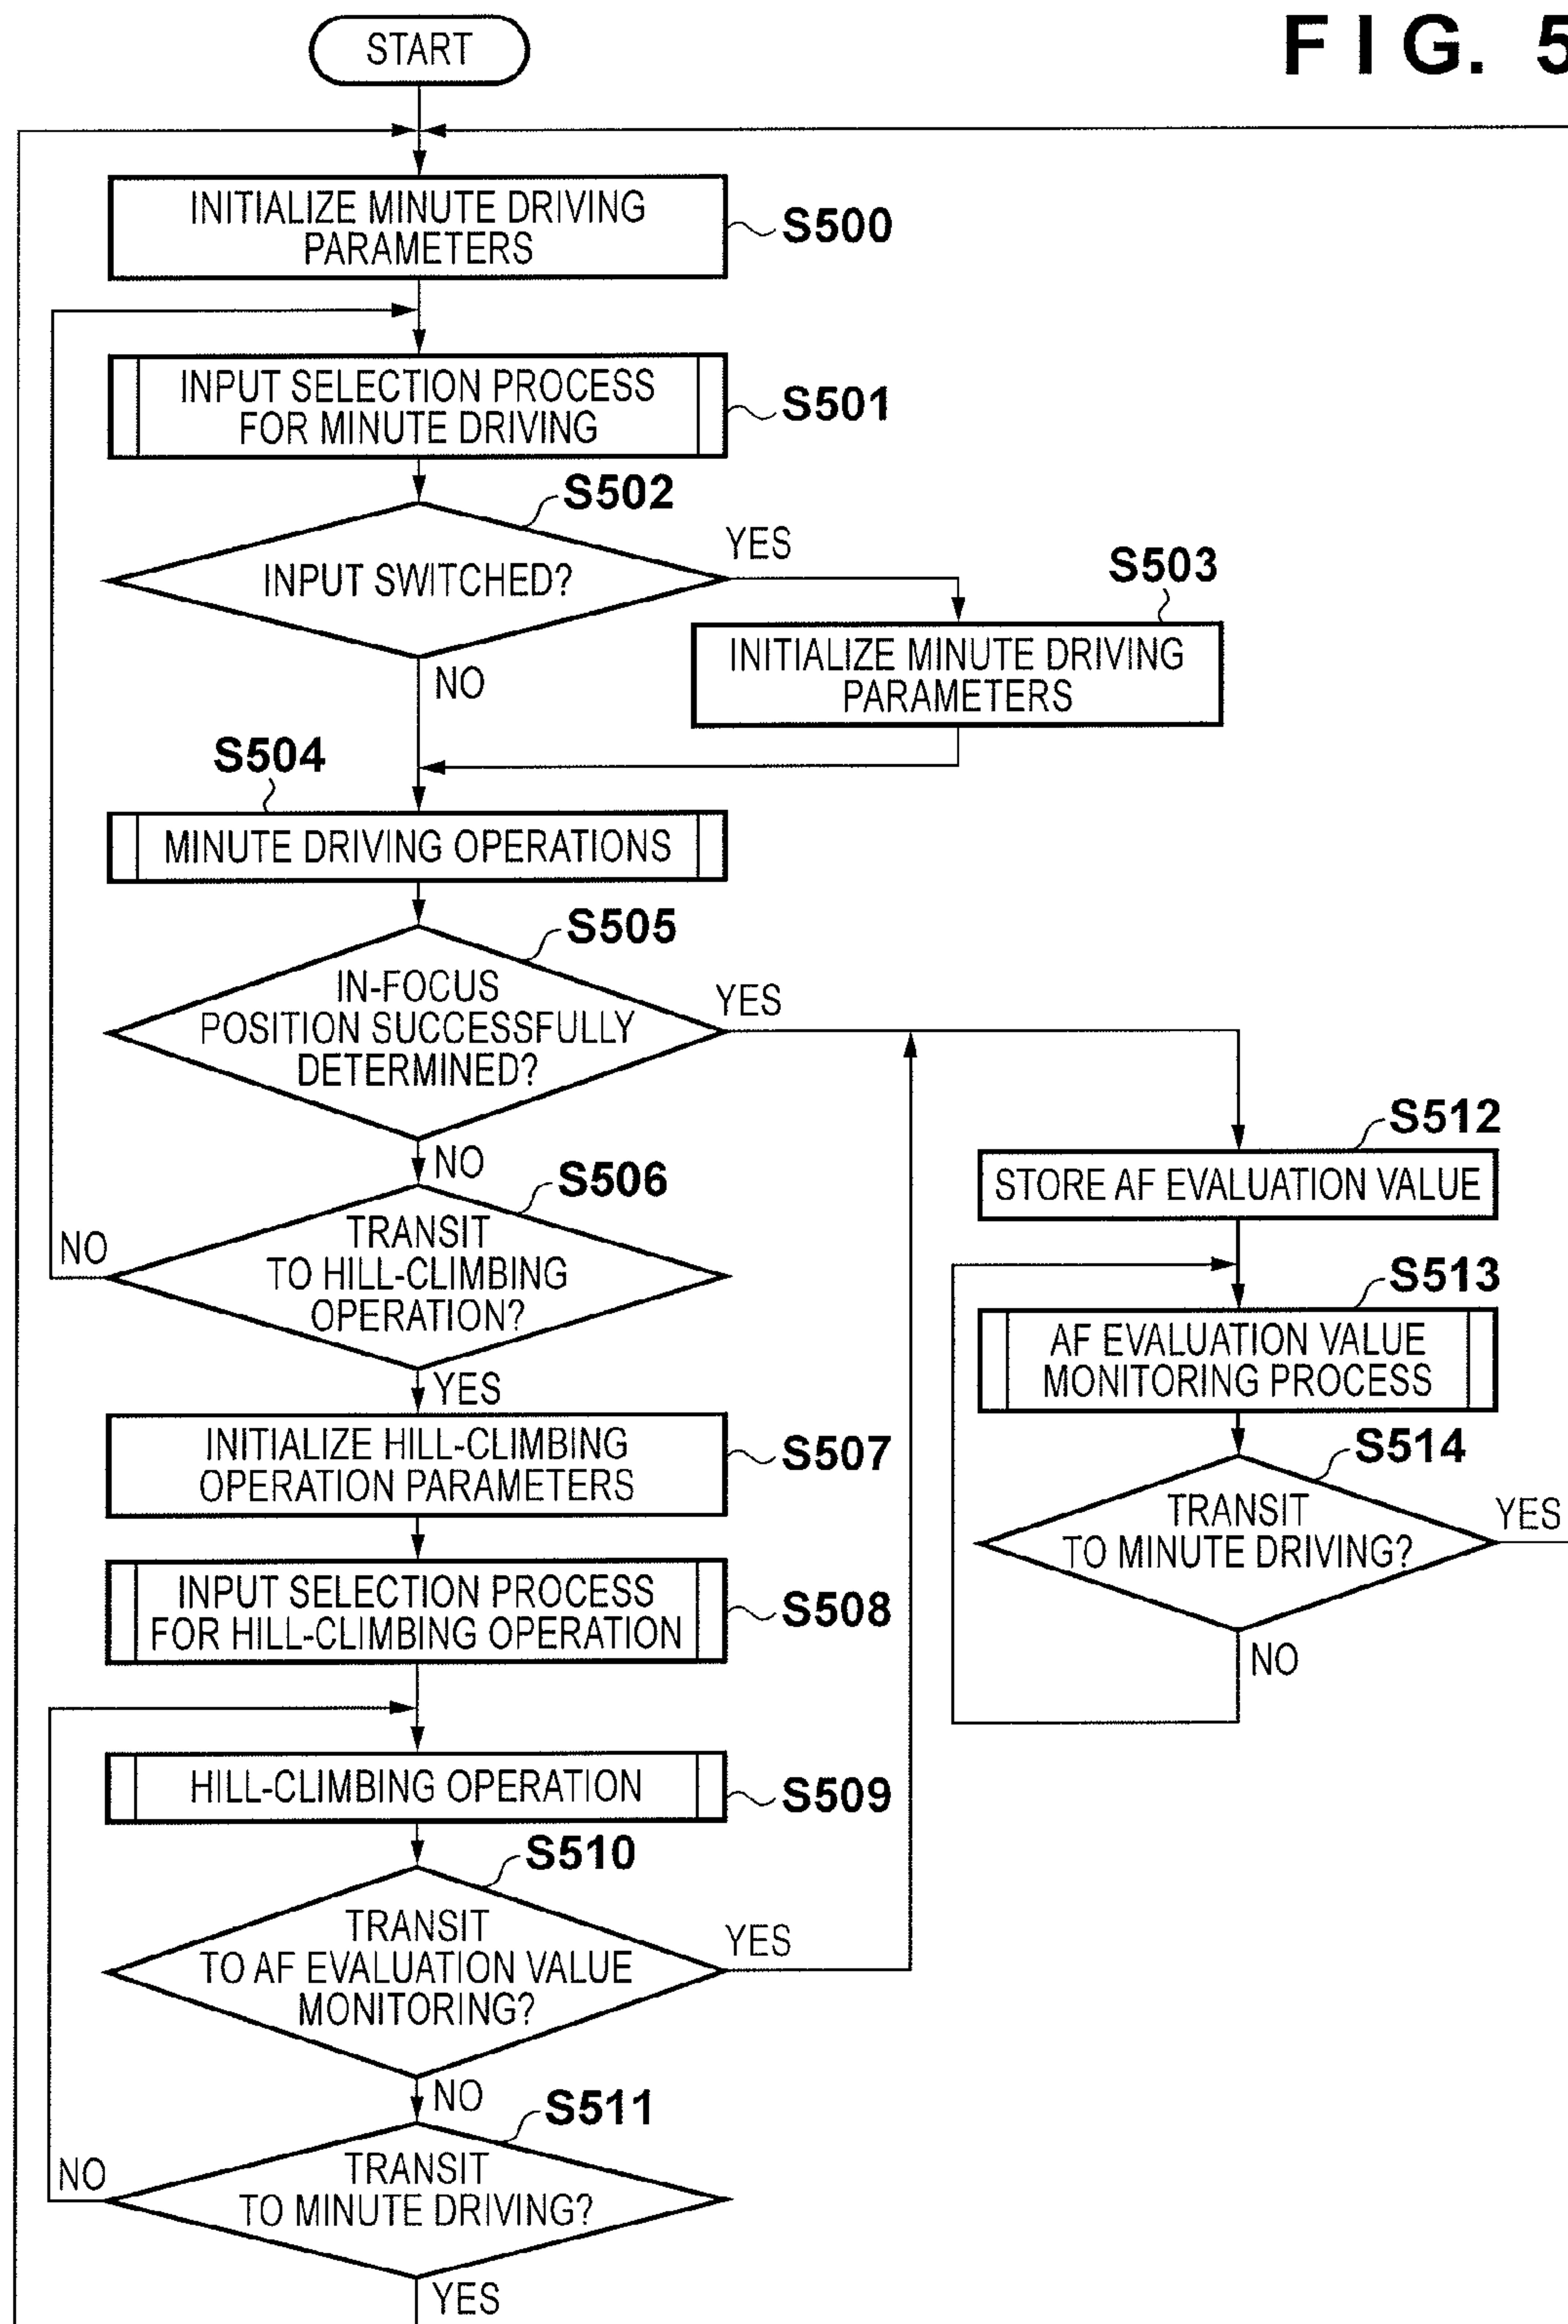 FIG. 5
START
INITIALIZE MINUTE DRIVING
PARAMETERS
S500
INPUT SELECTION PROCESS
FOR MINUTE DRIVING
S501
S502
INPUT SWITCHED?
YES
NO
S503
INITIALIZE MINUTE DRIVING
PARAMETERS
S504
MINUTE DRIVING OPERATIONS
S505
IN-FOCUS
POSITION SUCCESSFULLY
DETERMINED?
YES
NO
S506
TRANSIT
TO HILL-CLIMBING
OPERATION?
NO
YES
INITIALIZE HILL-CLIMBING
OPERATION PARAMETERS
S507
INPUT SELECTION PROCESS
FOR HILL-CLIMBING OPERATION
S508
HILL-CLIMBING OPERATION
S509
S510
TRANSIT
TO AF EVALUATION VALUE
MONITORING?
YES
NO
S511
TRANSIT
TO MINUTE DRIVING?
NO
YES
S512
STORE AF EVALUATION VALUE
S513
AF EVALUATION VALUE
MONITORING PROCESS
S514
TRANSIT
TO MINUTE DRIVING?
YES
NO